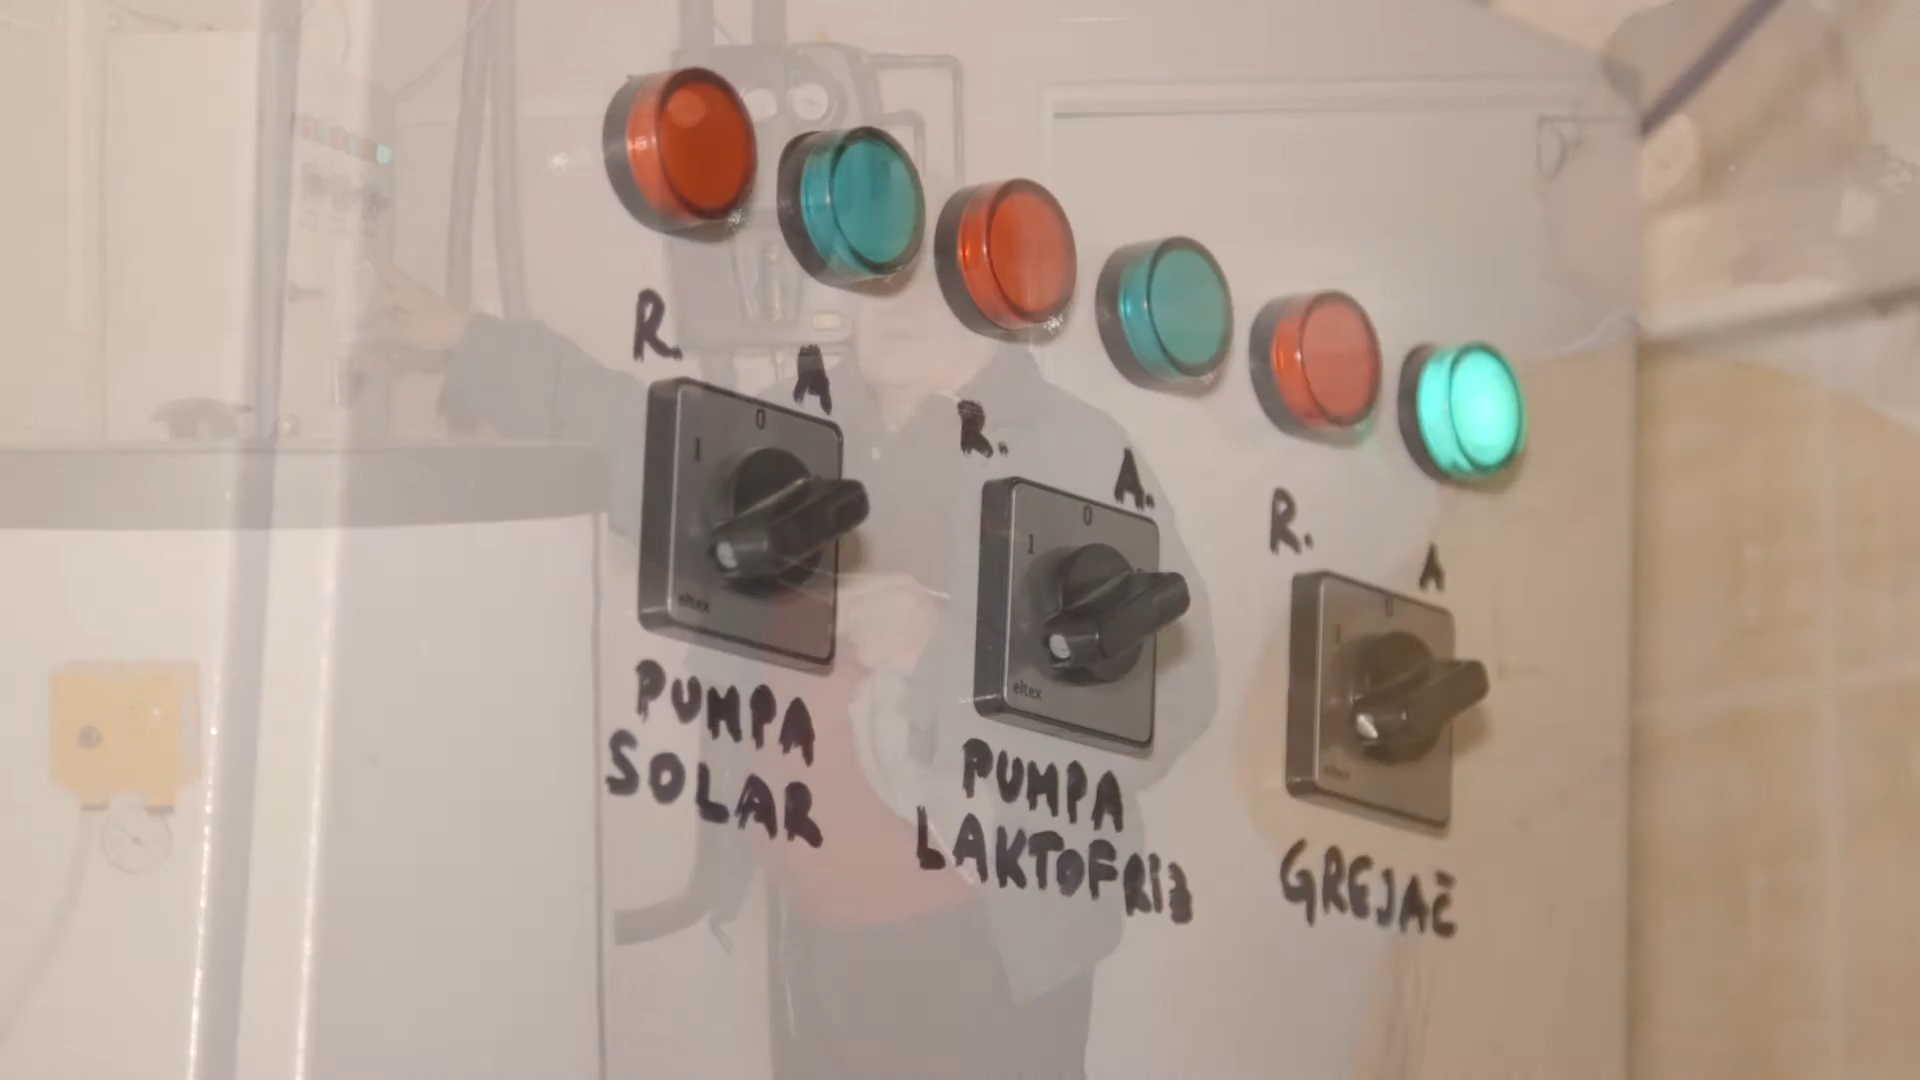 R.
A
1
0
eltex
PUMPA
SOLAR
R.
A.
1
0
eltex
PUMPA
LAKTOFRIZ
R.
A
1
0
eltex
GREJAČ